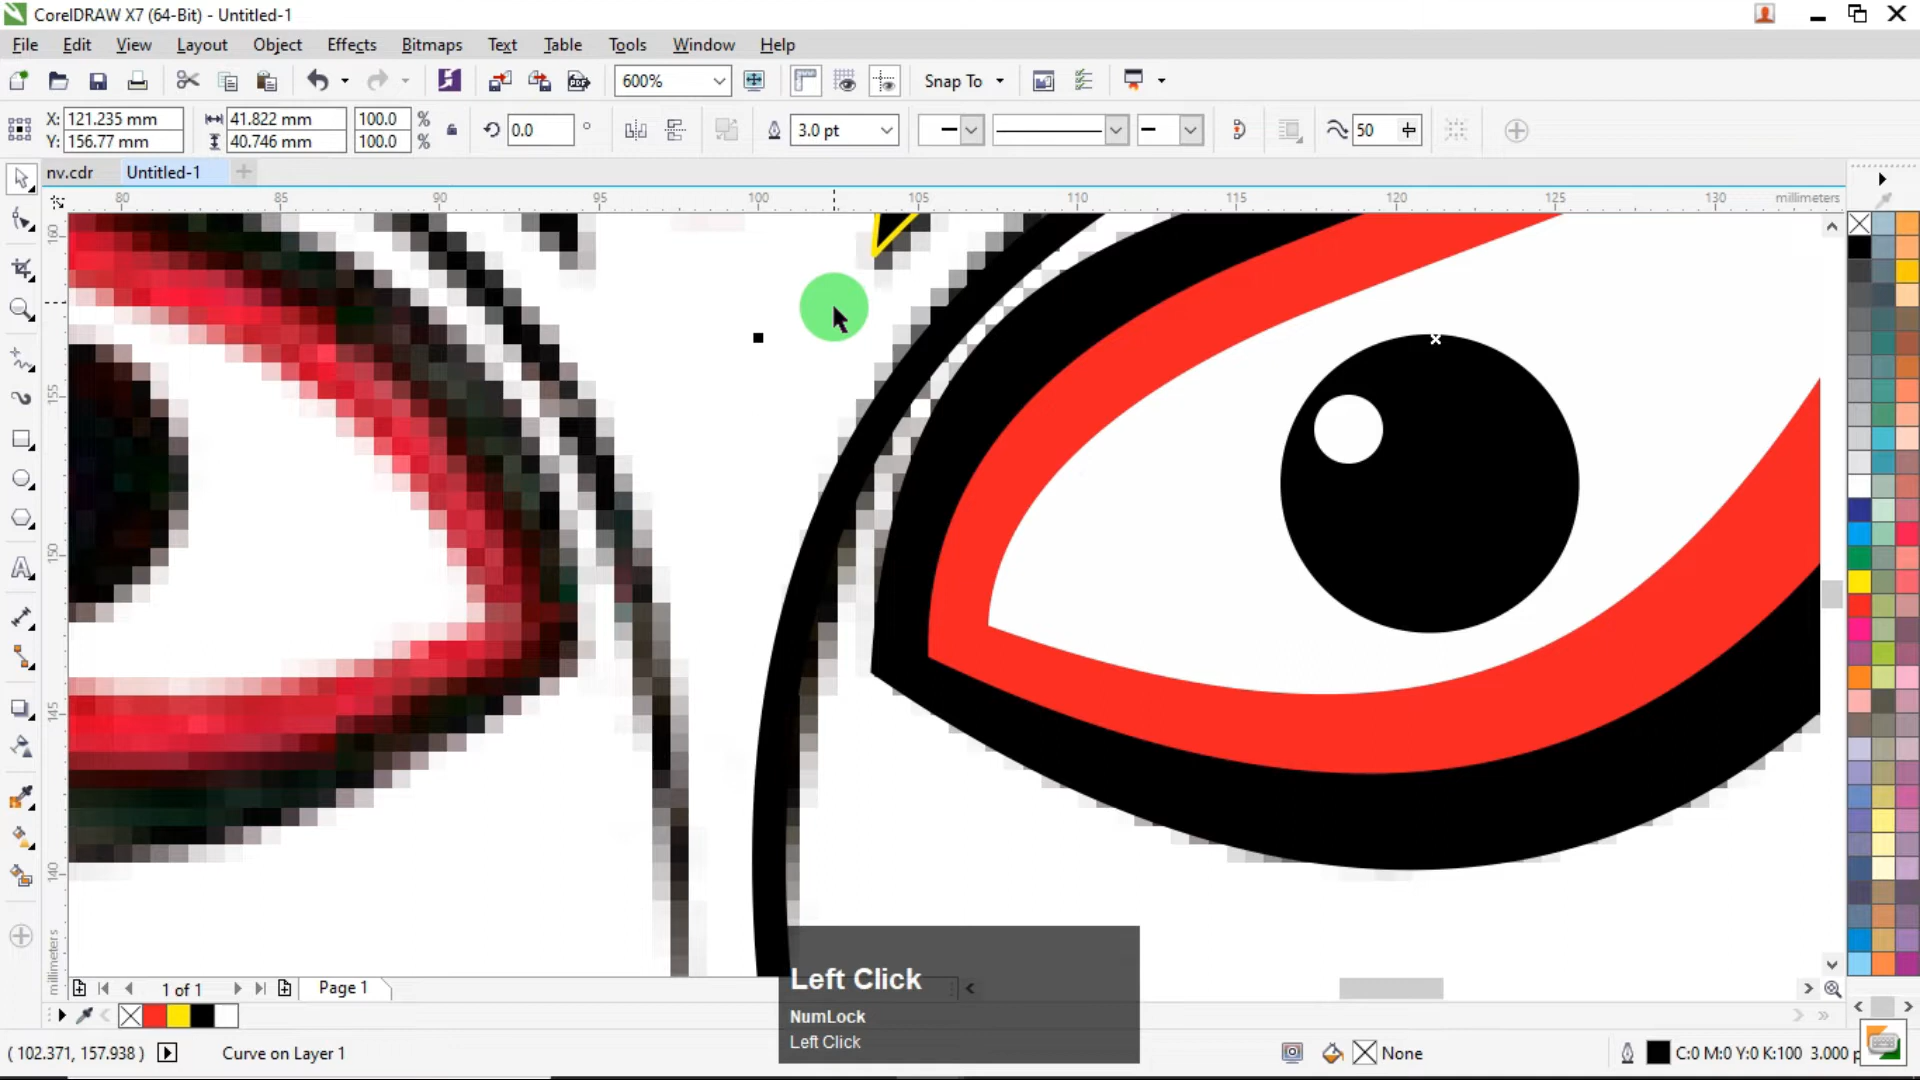 CorelDRAW X7 (64-Bit) - Untitled-1
File Edit View Layout Object Effects Bitmaps Text Table Tools Window Help
600% Snap To
X: 121.235 mm 41.822 mm 100.0 % 0.0 ° 3.0 pt 50
Y: 156.77 mm 40.746 mm 100.0 %
nv.cdr Untitled-1
80 85 90 95 100 105 110 115 120 125 130 millimeters
160
155
150
145
140
millimeters
Left Click
NumLock
Left Click
1 of 1 Page 1
( 102.371, 157.938 ) Curve on Layer 1 None C:0 M:0 Y:0 K:100 3.000 p